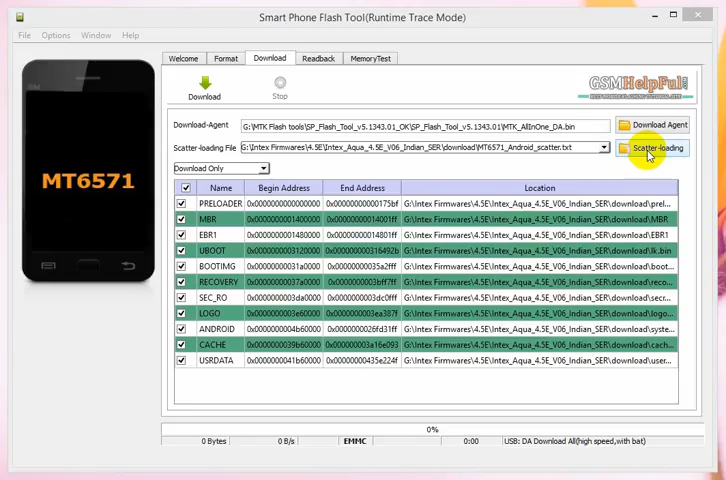 Smart Phone Flash Tool(Runtime Trace Mode)
File Options Window Help
Welcome Format Download Readback MemoryTest
Download Stop
GSMHelpFul
Download-Agent G:\MTK Flash tools\SP_Flash_Tool_v5.1343.01_OK\SP_Flash_Tool_v5.1343.01\MTK_AllInOne_DA.bin Download Agent
Scatter-loading File G:\Intex Firmwares\4.5E\Intex_Aqua_4.5E_V06_Indian_SER\download\MT6571_Android_scatter.txt Scatter-loading
Download Only
MT6571
Name Begin Address End Address Location
PRELOADER 0x0000000000000000 0x00000000000175bf G:\Intex Firmwares\4.5E\Intex_Aqua_4.5E_V06_Indian_SER\download\prel...
MBR 0x0000000001400000 0x00000000014001ff G:\Intex Firmwares\4.5E\Intex_Aqua_4.5E_V06_Indian_SER\download\MBR
EBR1 0x0000000001480000 0x00000000014801ff G:\Intex Firmwares\4.5E\Intex_Aqua_4.5E_V06_Indian_SER\download\EBR1
UBOOT 0x0000000003120000 0x000000000316492b G:\Intex Firmwares\4.5E\Intex_Aqua_4.5E_V06_Indian_SER\download\lk.bin
BOOTIMG 0x00000000031a0000 0x00000000035a2fff G:\Intex Firmwares\4.5E\Intex_Aqua_4.5E_V06_Indian_SER\download\boot...
RECOVERY 0x00000000037a0000 0x0000000003bff7ff G:\Intex Firmwares\4.5E\Intex_Aqua_4.5E_V06_Indian_SER\download\reco...
SEC_RO 0x0000000003da0000 0x0000000003dc0fff G:\Intex Firmwares\4.5E\Intex_Aqua_4.5E_V06_Indian_SER\download\secr...
LOGO 0x0000000003e60000 0x0000000003ea387f G:\Intex Firmwares\4.5E\Intex_Aqua_4.5E_V06_Indian_SER\download\logo...
ANDROID 0x0000000004b60000 0x0000000026fd31ff G:\Intex Firmwares\4.5E\Intex_Aqua_4.5E_V06_Indian_SER\download\syste...
CACHE 0x0000000039b60000 0x000000003a16e093 G:\Intex Firmwares\4.5E\Intex_Aqua_4.5E_V06_Indian_SER\download\cach...
USRDATA 0x0000000041b60000 0x00000000435e224f G:\Intex Firmwares\4.5E\Intex_Aqua_4.5E_V06_Indian_SER\download\user...
0%
0 Bytes 0 B/s EMMC 0:00 USB: DA Download All(high speed,with bat)